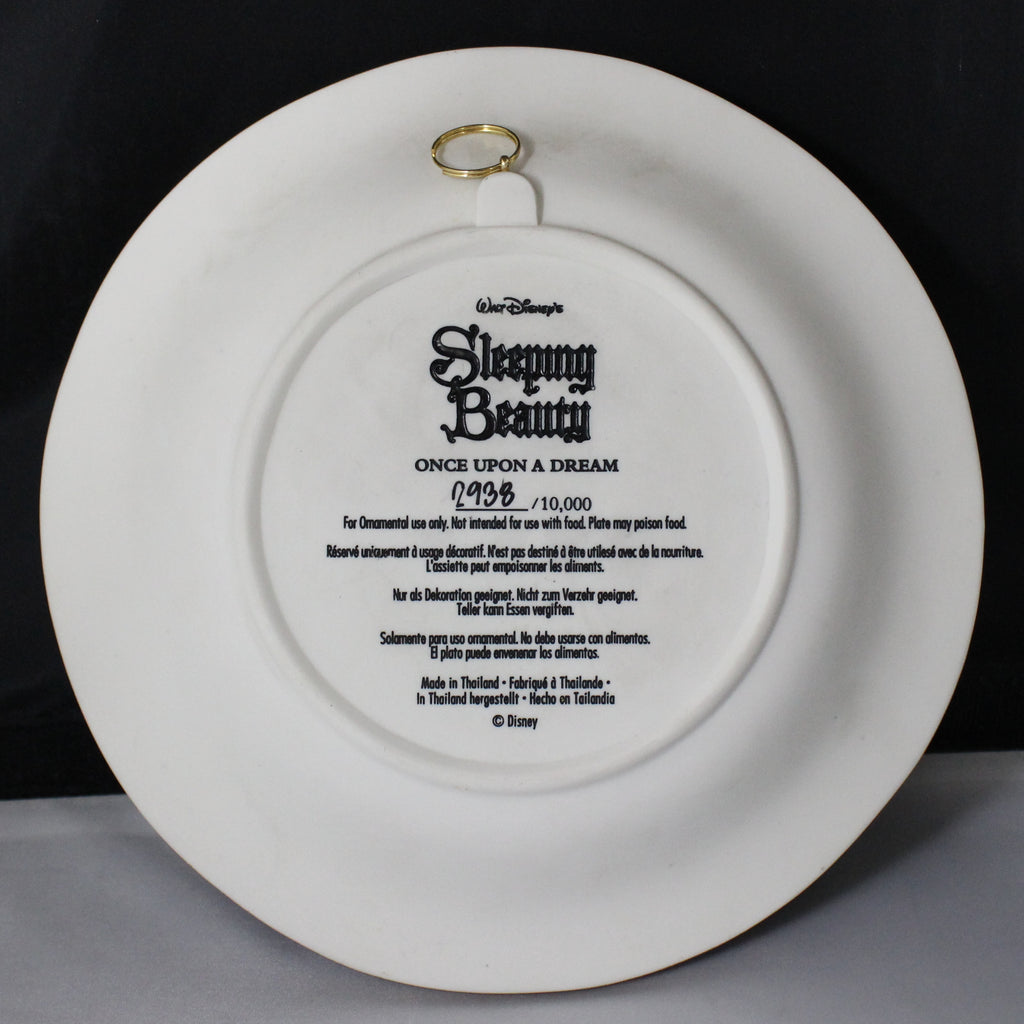 Walt Disney's
Sleeping
Beauty
ONCE UPON A DREAM
2938 /10,000
For Ornamental use only. Not intended for use with food. Plate may poison food.
Réservé uniquement à usage décoratif. N'est pas destiné à être utilesé avec de la nourriture.
L'assiette peut empoisonner les aliments.
Nur als Dekoration geeignet. Nicht zum Verzehr geeignet.
Teller kann Essen vergiften.
Solamente para uso ornamental. No debe usarse con alimentos.
El plato puede envenenar los alimentos.
Made in Thailand • Fabriqué à Thailande •
In Thailand hergestellt • Hecho en Tailandia
© Disney